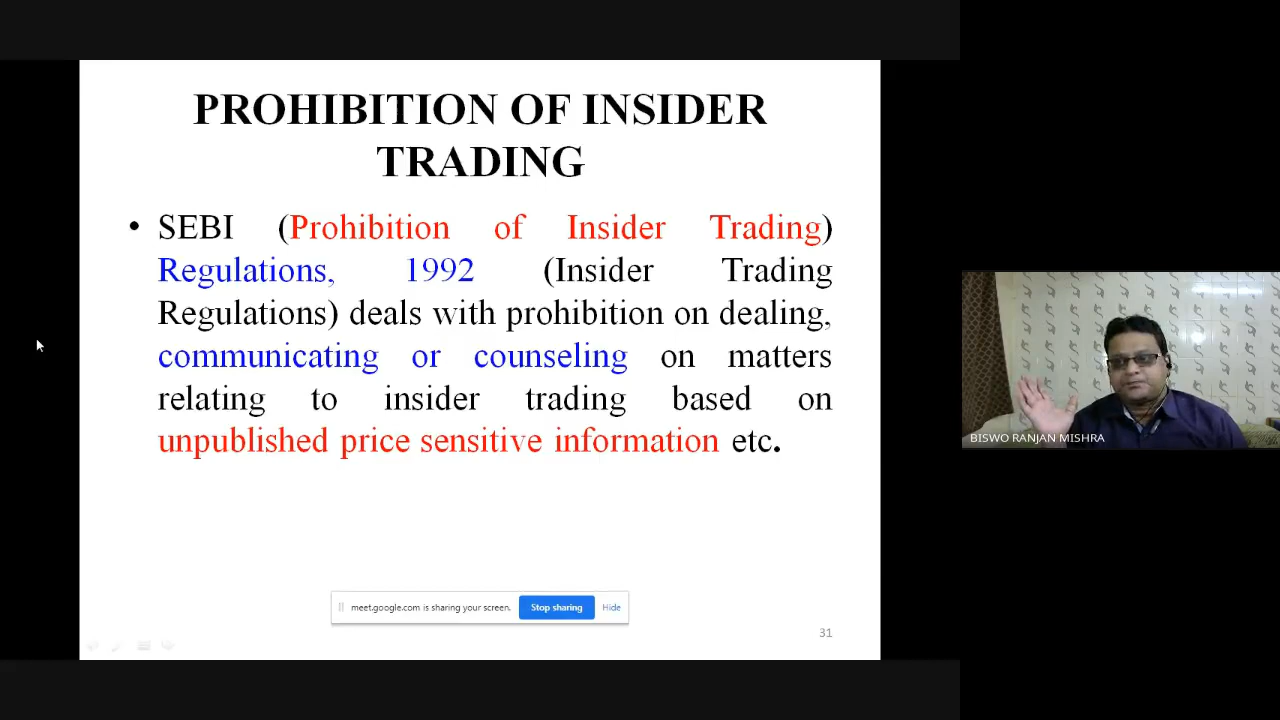 PROHIBITION OF INSIDER
TRADING
• SEBI (Prohibition of Insider Trading)
Regulations, 1992 (Insider Trading
Regulations) deals with prohibition on dealing,
communicating or counseling on matters
relating to insider trading based on
unpublished price sensitive information etc.
meet.google.com is sharing your screen. Stop sharing Hide
31
BISWO RANJAN MISHRA